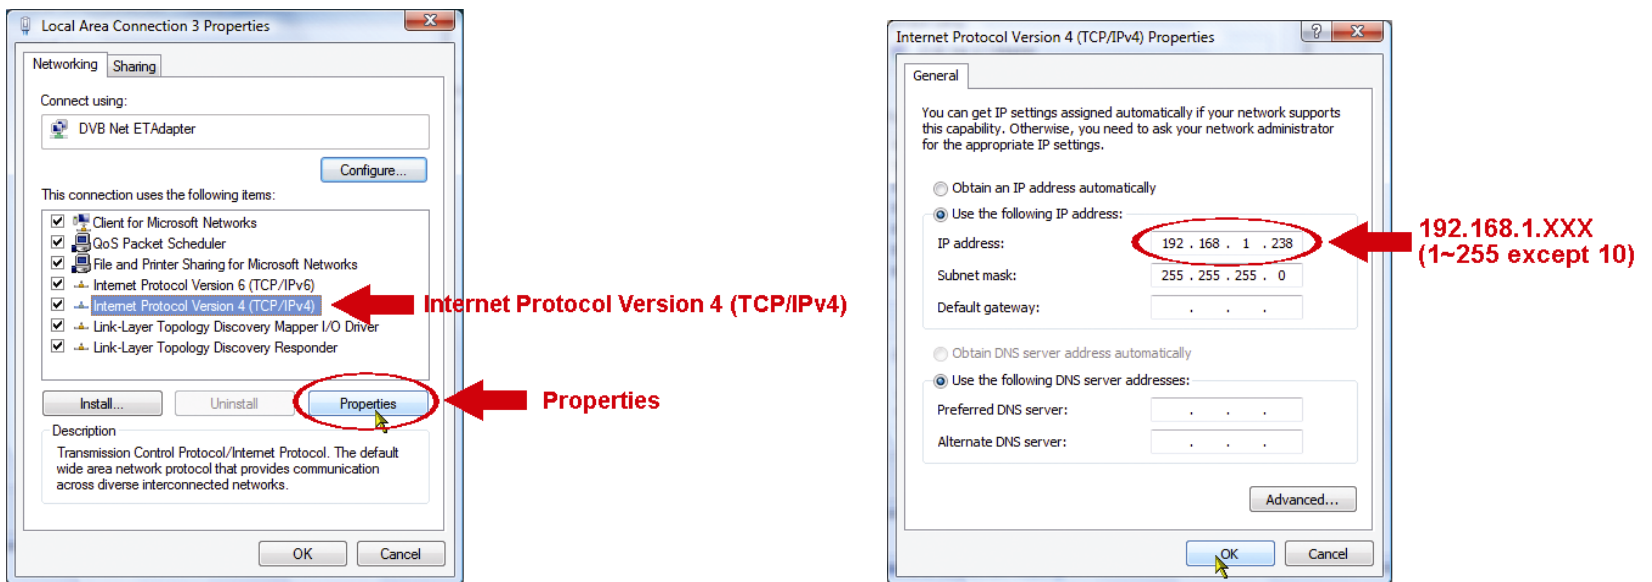 Local Area Connection 3 Properties
Networking
Sharing
Connect using:
DVB Net ETAdapter
Configure...
This connection uses the following items:
Client for Microsoft Networks
QoS Packet Scheduler
File and Printer Sharing for Microsoft Networks
Internet Protocol Version 6 (TCP/IPv6)
Internet Protocol Version 4 (TCP/IPv4)
Link-Layer Topology Discovery Mapper I/O Driver
Link-Layer Topology Discovery Responder
Internet Protocol Version 4 (TCP/IPv4)
Install...
Uninstall
Properties
Properties
Description
Transmission Control Protocol/Internet Protocol. The default
wide area network protocol that provides communication
across diverse interconnected networks.
OK
Cancel
Internet Protocol Version 4 (TCP/IPv4) Properties
General
You can get IP settings assigned automatically if your network supports
this capability. Otherwise, you need to ask your network administrator
for the appropriate IP settings.
Obtain an IP address automatically
Use the following IP address:
IP address:
192 . 168 . 1 . 238
192.168.1.XXX
(1~255 except 10)
Subnet mask:
255 . 255 . 255 . 0
Default gateway:
. . .
Obtain DNS server address automatically
Use the following DNS server addresses:
Preferred DNS server:
. . .
Alternate DNS server:
. . .
Advanced...
OK
Cancel